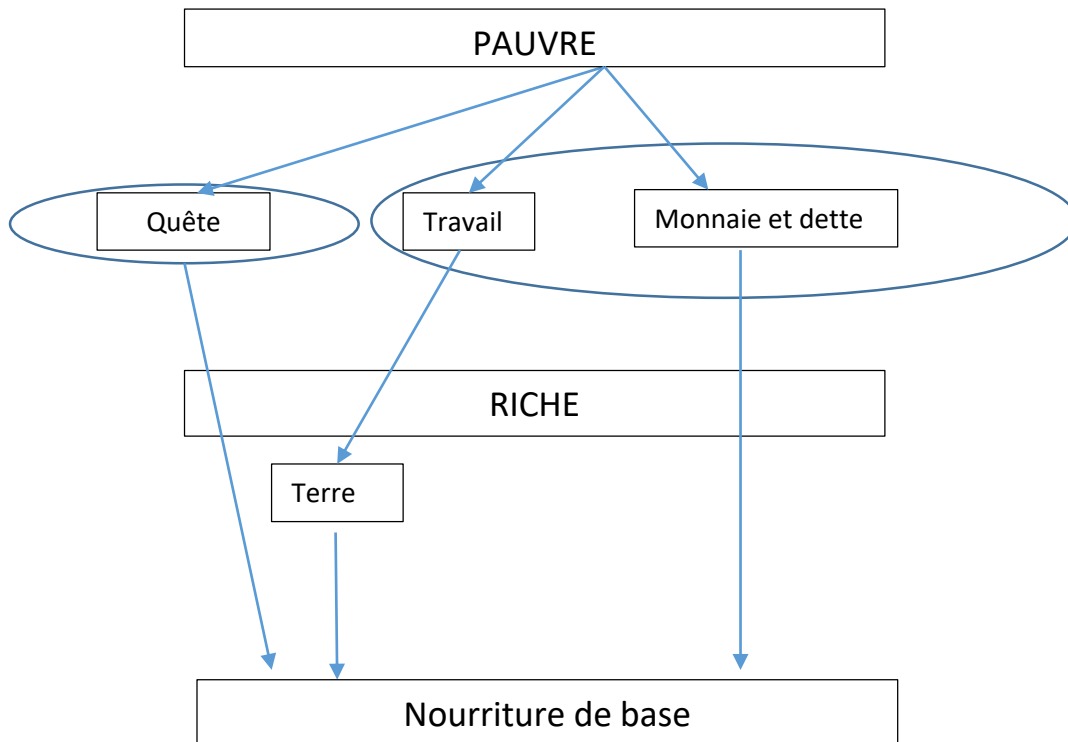 PAUVRE
Quête
Travail
Monnaie et dette
RICHE
Terre
Nourriture de base